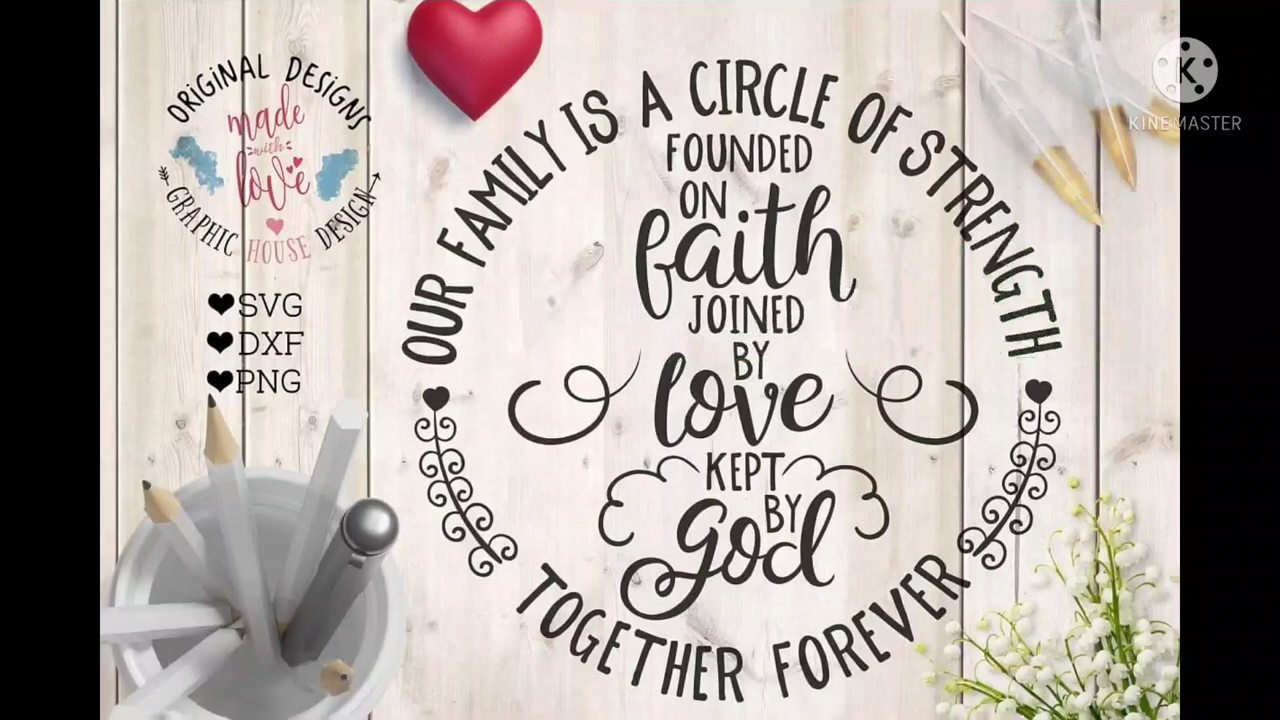 ORIGINAL DESIGNS
made
with
love
GRAPHIC HOUSE DESIGN
SVG
DXF
PNG
OUR FAMILY IS A CIRCLE OF STRENGTH
FOUNDED
ON
faith
JOINED
BY
love
KEPT
BY
god
TOGETHER FOREVER
K
KINEMASTER